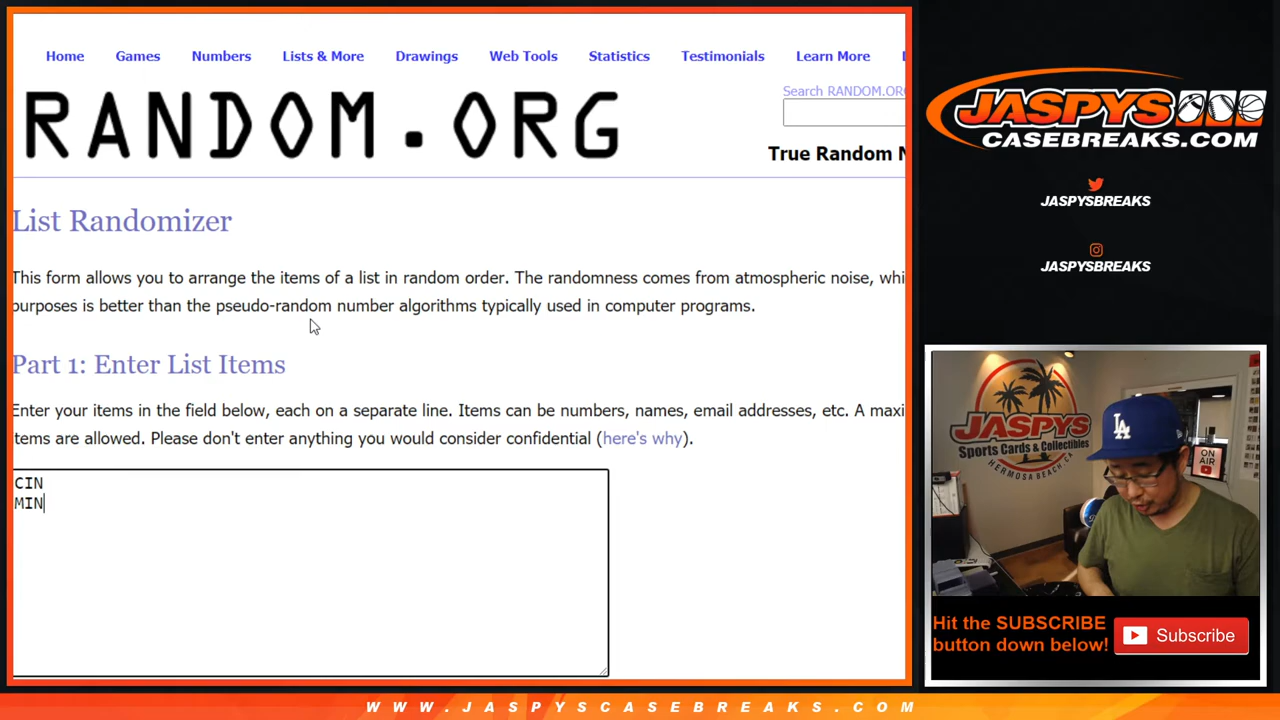 Home Games Numbers Lists & More Drawings Web Tools Statistics Testimonials Learn More
Search RANDOM.ORG
RANDOM.ORG
True Random N
List Randomizer
This form allows you to arrange the items of a list in random order. The randomness comes from atmospheric noise, whi
purposes is better than the pseudo-random number algorithms typically used in computer programs.
Part 1: Enter List Items
Enter your items in the field below, each on a separate line. Items can be numbers, names, email addresses, etc. A maxi
items are allowed. Please don't enter anything you would consider confidential (here's why).
CIN
MIN
JASPYS
CASEBREAKS.COM
JASPYSBREAKS
JASPYSBREAKS
JASPYS
Sports Cards & Collectibles
HERMOSA BEACH, CA
LA
ON
AIR
Hit the SUBSCRIBE
button down below!
Subscribe
WWW.JASPYSCASEBREAKS.COM